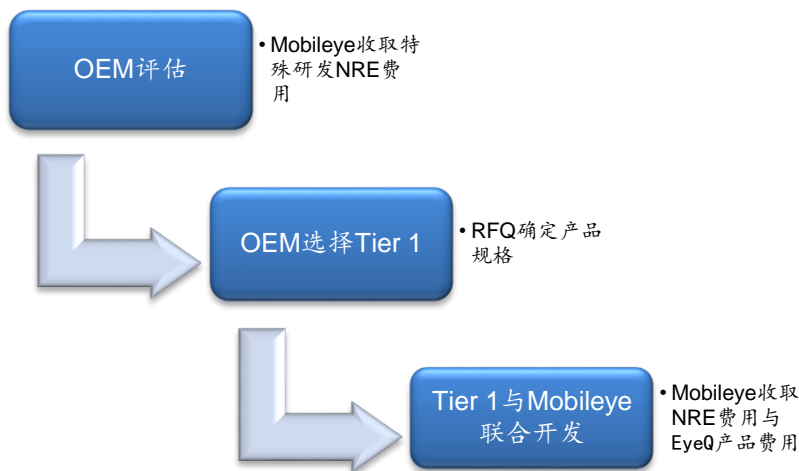 OEM评估
• Mobileye收取特
殊研发NRE费
用
OEM选择Tier 1
• RFQ确定产品
规格
Tier 1与Mobileye
联合开发
• Mobileye收取
NRE费用与
EyeQ产品费用